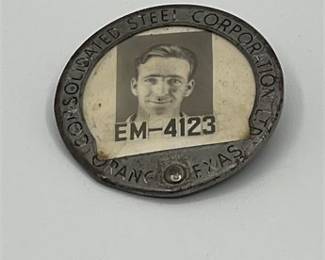 CONSOLIDATED STEEL CORPORATION LTD.
EM-4123
ORANGE TEXAS